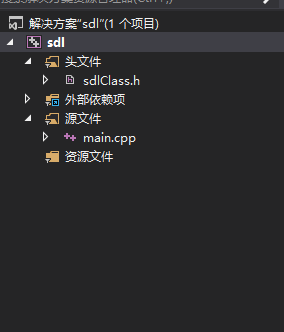 解决方案"sdl"(1 个项目)
sdl
头文件
sdlClass.h
外部依赖项
源文件
main.cpp
资源文件